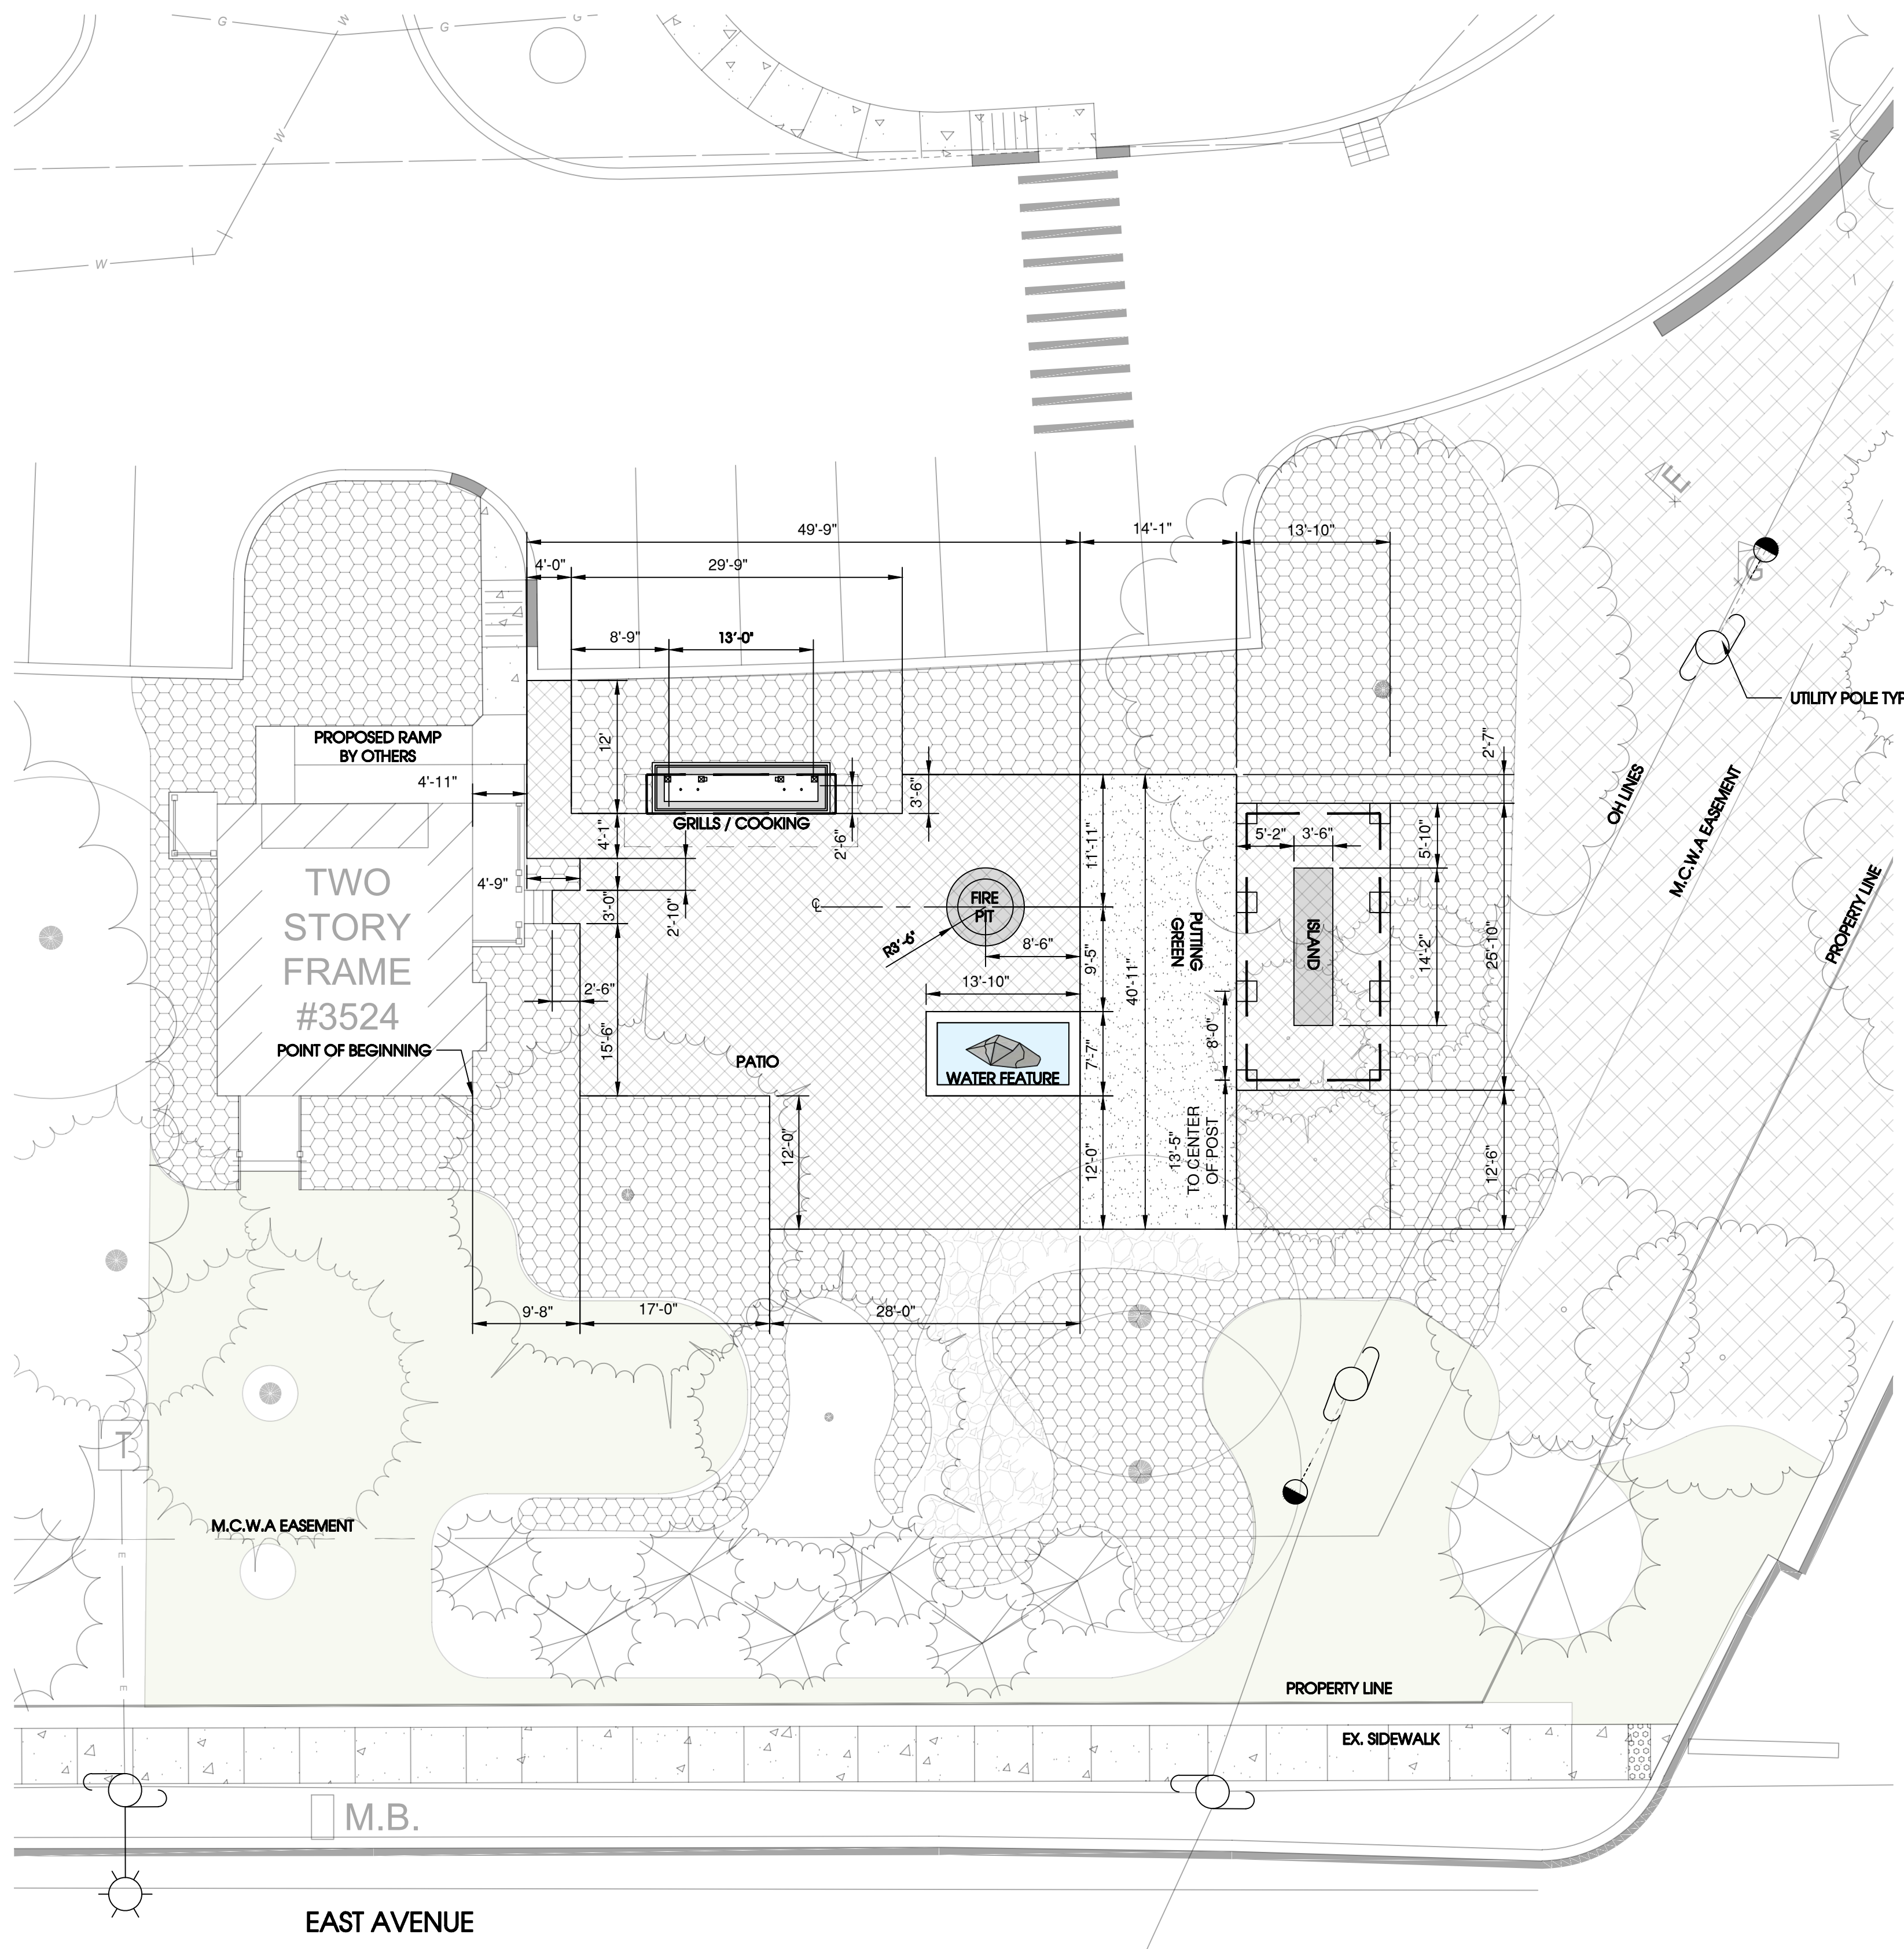 G
W
G
G
W
W
W
E
G
49'-9"
14'-1"
13'-10"
4'-0"
29'-9"
8'-9"
13'-0"
UTILITY POLE TYP
PROPOSED RAMP
BY OTHERS
4'-11"
12'
2'-7"
3'-6"
OH LINES
M.C.W.A EASEMENT
PROPERTY LINE
GRILLS / COOKING
4'-1"
2'-6"
11'-11"
5'-2"
3'-6"
5'-10"
TWO
STORY
FRAME
#3524
4'-9"
3'-0"
2'-10"
℄
FIRE
PIT
R3'-6"
8'-6"
9'-5"
40'-11"
PUTTING
GREEN
ISLAND
14'-2"
25'-10"
2'-6"
13'-10"
15'-6"
8'-0"
POINT OF BEGINNING
PATIO
WATER FEATURE
7'-7"
12'-0"
12'-0"
13'-5"
TO CENTER
OF POST
12'-6"
9'-8"
17'-0"
28'-0"
T
M.C.W.A EASEMENT
E
E
PROPERTY LINE
EX. SIDEWALK
M.B.
EAST AVENUE